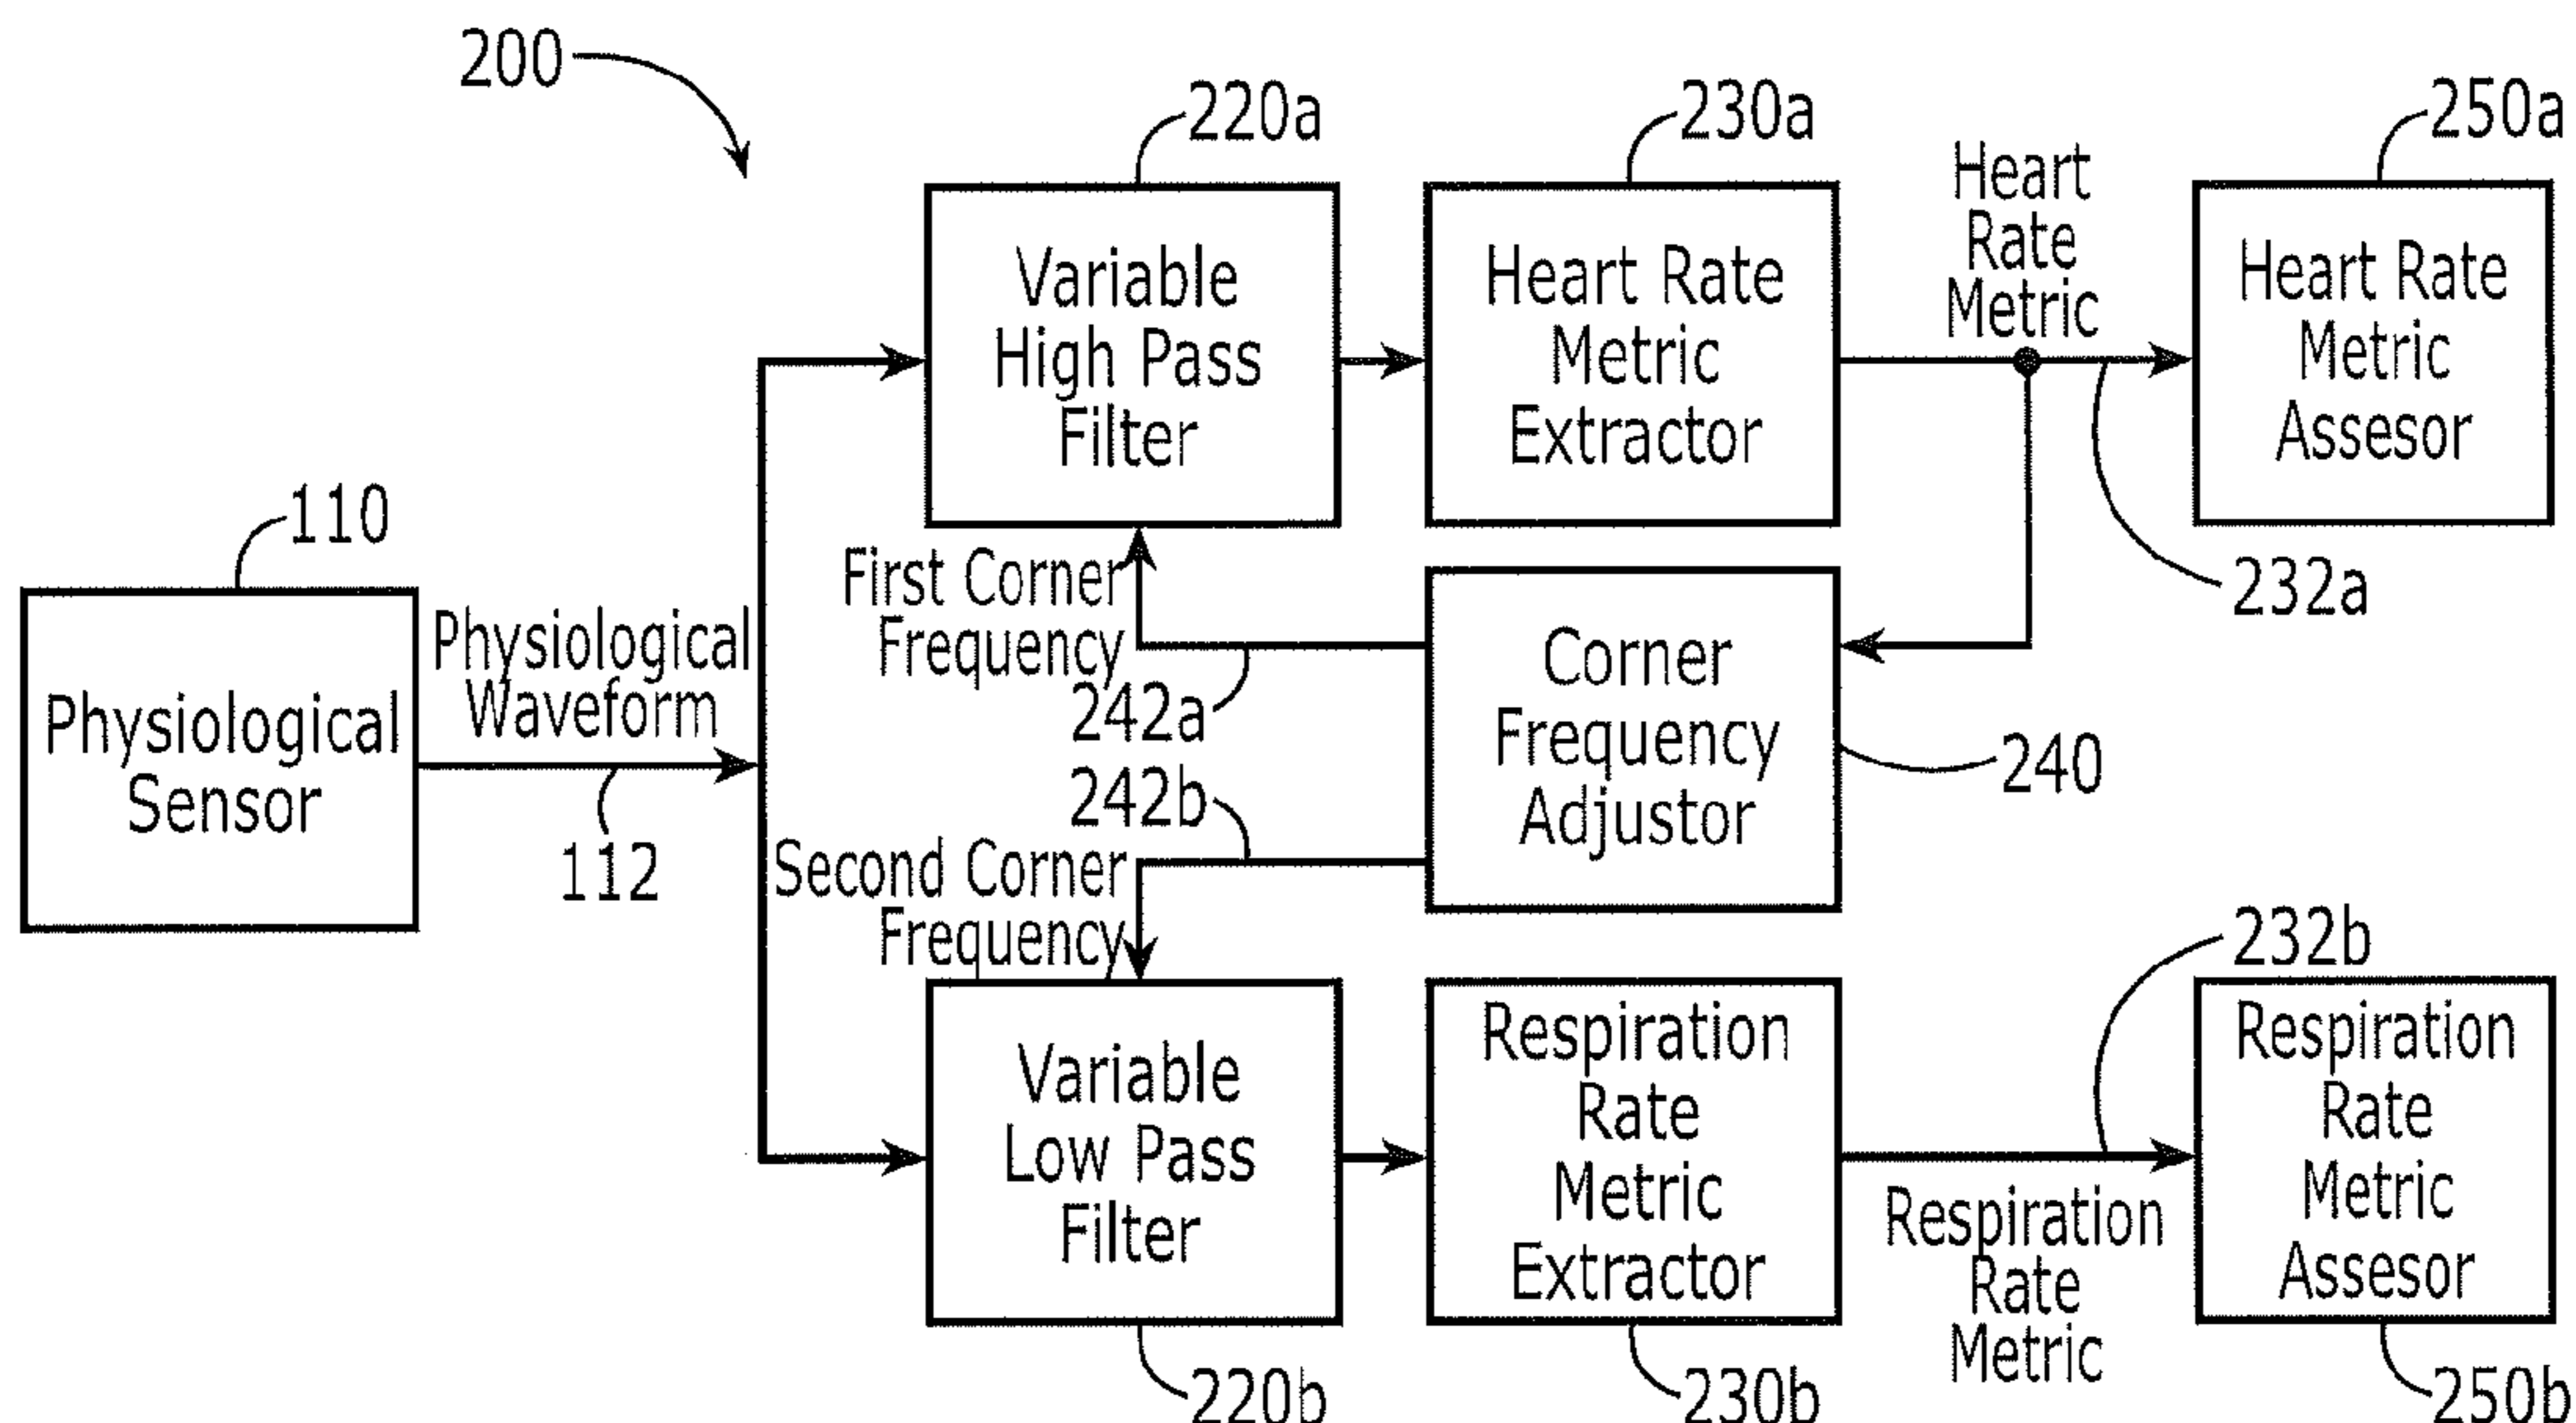 200
220a
230a
250a
Heart
Rate
Metric
Variable
High Pass
Filter
Heart Rate
Metric
Extractor
Heart Rate
Metric
Assesor
232a
110
Physiological
Sensor
Physiological
Waveform
112
First Corner
Frequency
242a
Corner
Frequency
Adjustor
240
242b
Second Corner
Frequency
232b
Variable
Low Pass
Filter
Respiration
Rate
Metric
Extractor
Respiration
Rate
Metric
Respiration
Rate
Metric
Assesor
220b
230b
250b